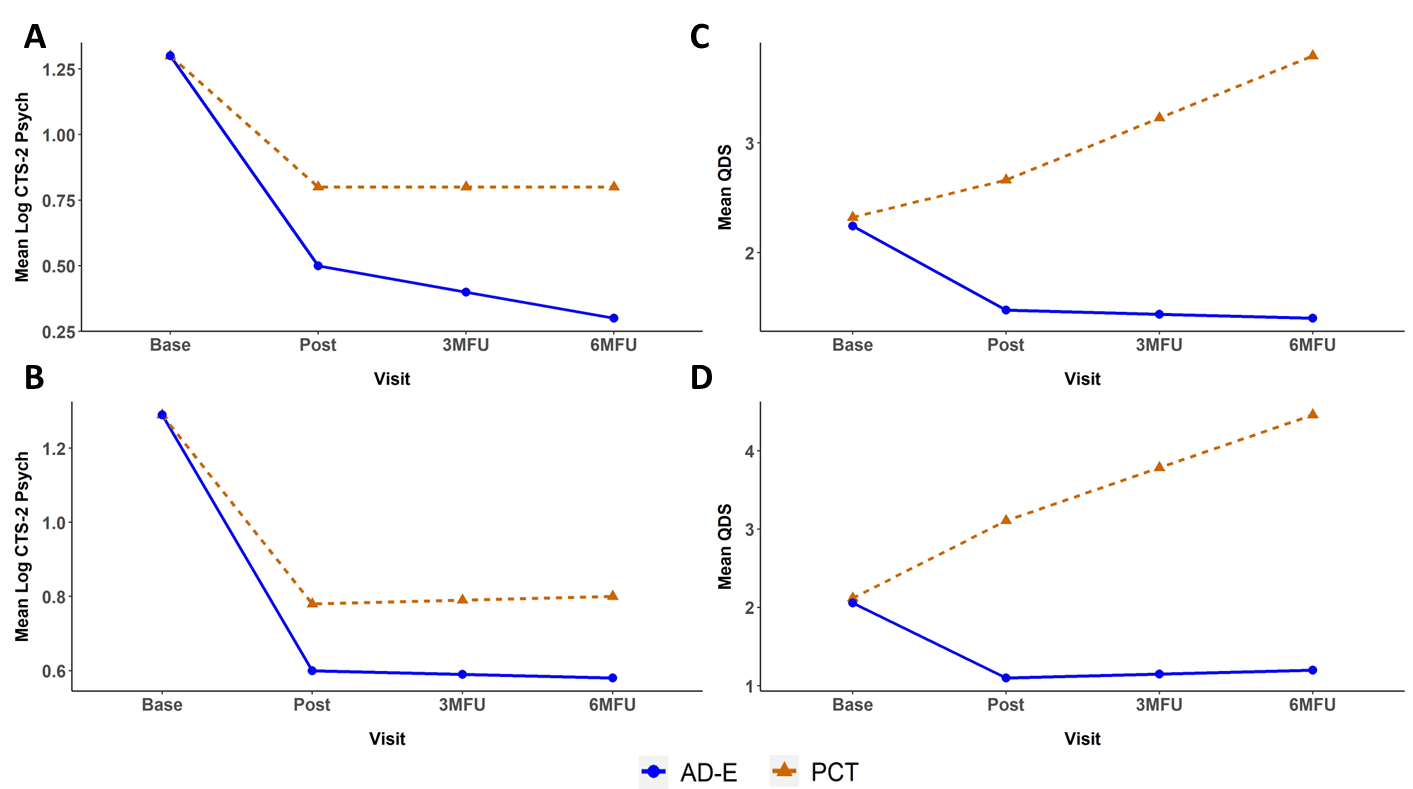 A
Mean Log CTS-2 Psych
1.25
1.00
0.75
0.50
0.25
Base Post 3MFU 6MFU
Visit
C
Mean QDS
3
2
Base Post 3MFU 6MFU
Visit
B
Mean Log CTS-2 Psych
1.2
1.0
0.8
0.6
Base Post 3MFU 6MFU
Visit
D
Mean QDS
4
3
2
1
Base Post 3MFU 6MFU
Visit
AD-E PCT